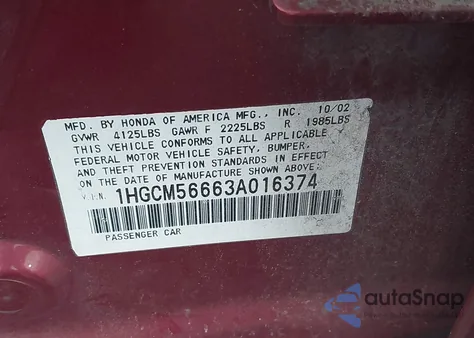 MFD. BY HONDA OF AMERICA MFG., INC. 10/02
GVWR 4125LBS GAWR F 2225LBS R 1985LBS
THIS VEHICLE CONFORMS TO ALL APPLICABLE
FEDERAL MOTOR VEHICLE SAFETY, BUMPER,
AND THEFT PREVENTION STANDARDS IN EFFECT
ON THE DATE OF MANUFACTURE SHOWN ABOVE.
V.I.N. 1HGCM56663A016374
PASSENGER CAR
autoSnap